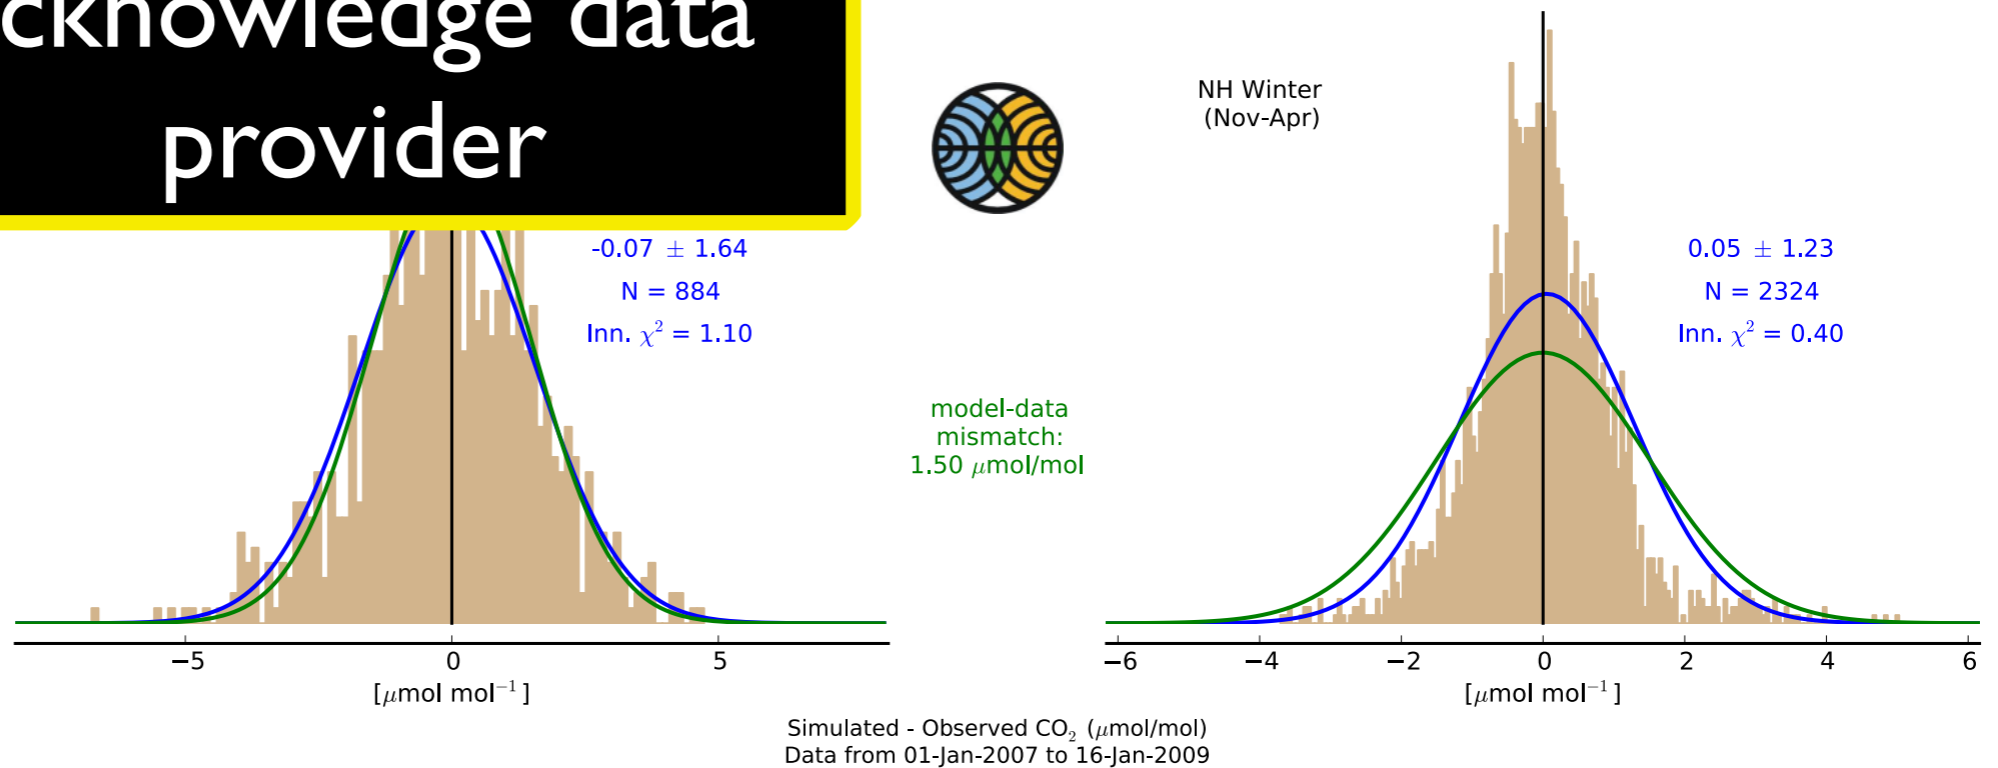 cknowledge data
provider
NH Winter
(Nov-Apr)
-0.07 ± 1.64
N = 884
Inn. χ² = 1.10
0.05 ± 1.23
N = 2324
Inn. χ² = 0.40
model-data
mismatch:
1.50 μmol/mol
−5 0 5
[μmol mol⁻¹]
−6 −4 −2 0 2 4 6
[μmol mol⁻¹]
Simulated - Observed CO₂ (μmol/mol)
Data from 01-Jan-2007 to 16-Jan-2009